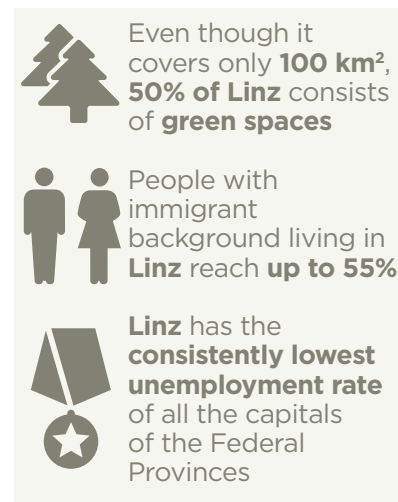 Even though it
covers only 100 km²,
50% of Linz consists
of green spaces
People with
immigrant
background living in
Linz reach up to 55%
Linz has the
consistently lowest
unemployment rate
of all the capitals
of the Federal
Provinces